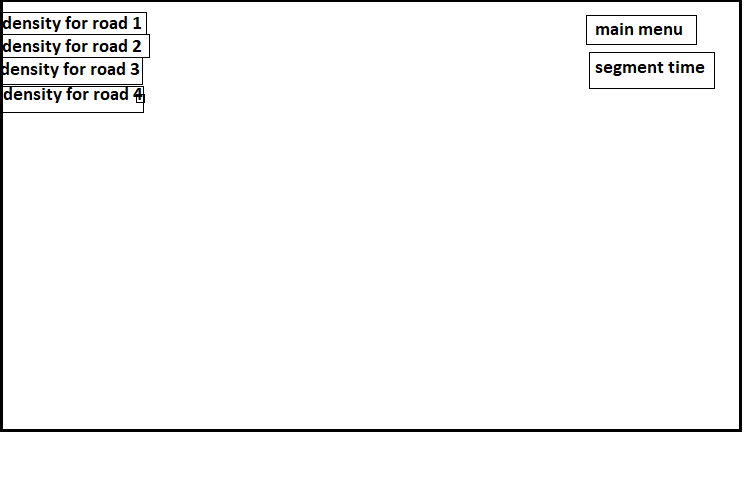 density for road 1
density for road 2
density for road 3
density for road 4
main menu
segment time